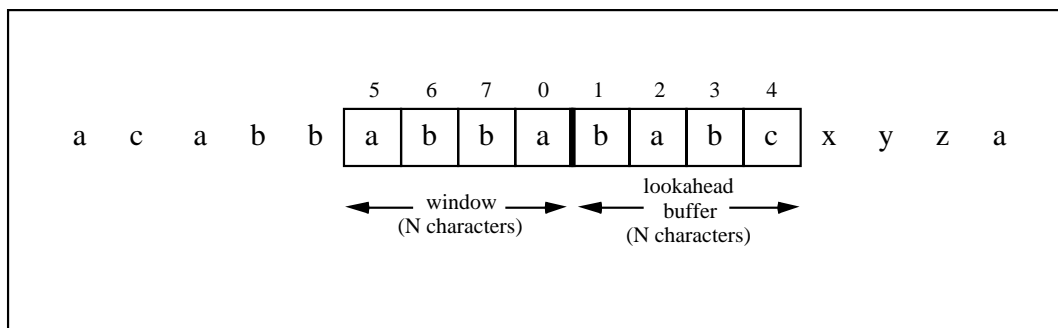 5 6 7 0 1 2 3 4
a c a b b a b b a b a b c x y z a
window
(N characters)
lookahead
buffer
(N characters)